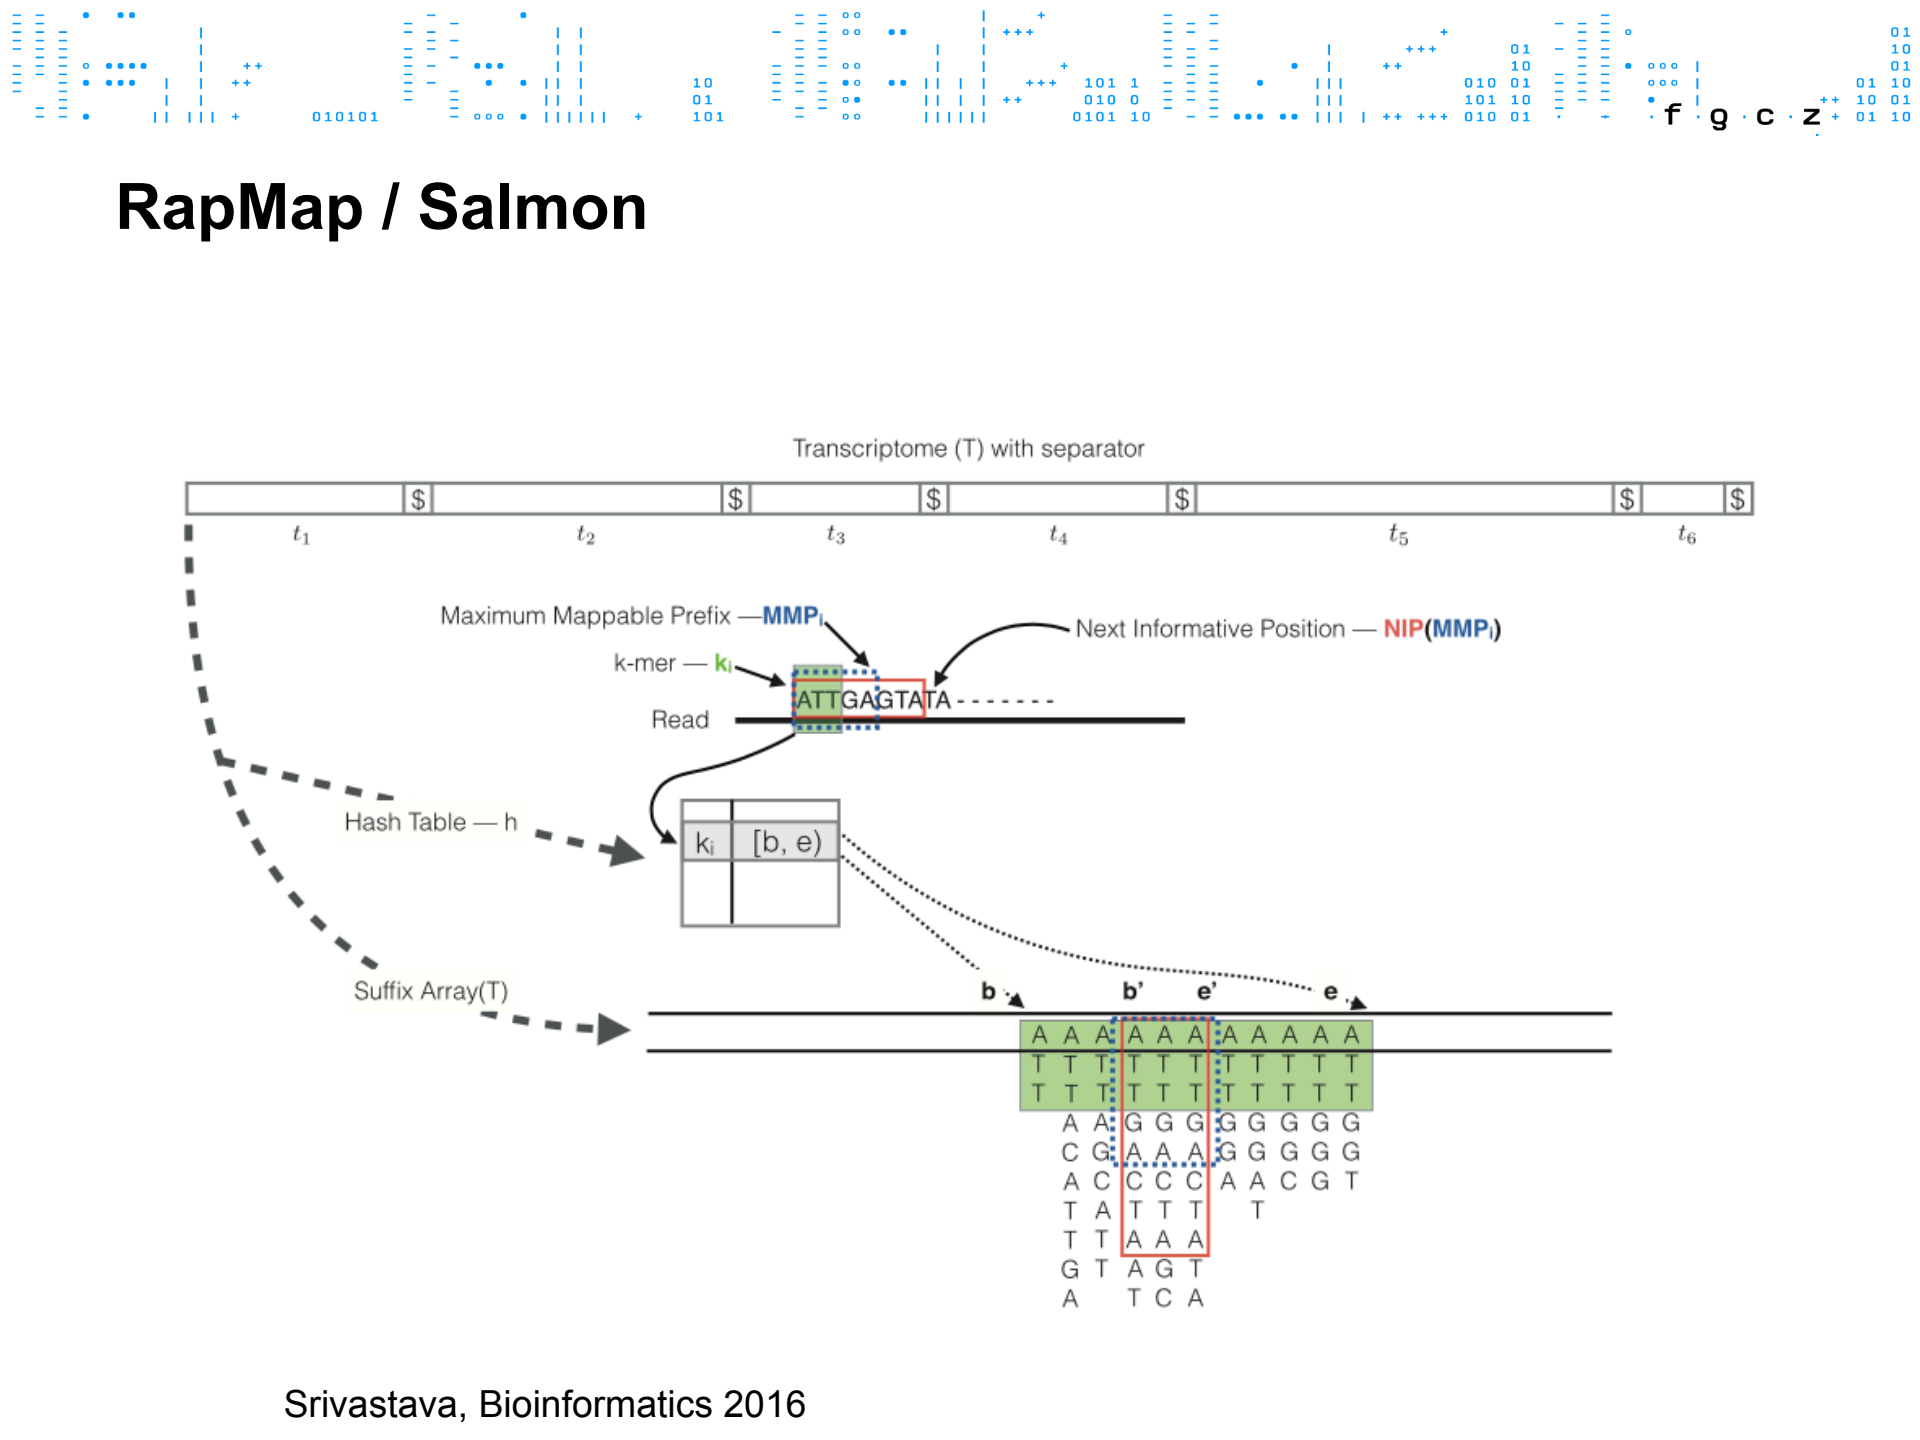 f · g · c · z
RapMap / Salmon
Transcriptome (T) with separator
$ $ $ $ $ $
t1 t2 t3 t4 t5 t6
Maximum Mappable Prefix —MMPi
Next Informative Position — NIP(MMPi)
k-mer — ki
ATTGAGTATA - - - - - - -
Read
Hash Table — h
ki [b, e)
Suffix Array(T)
b b' e' e
A A A A A A A A A A A
T T T T T T T T T T T
T T T T T T T T T T T
A A G G G G G G G G
C G A A A G G G G G
A C C C C A A C G T
T A T T T T
T T A A A
G T A G T
A T C A
Srivastava, Bioinformatics 2016